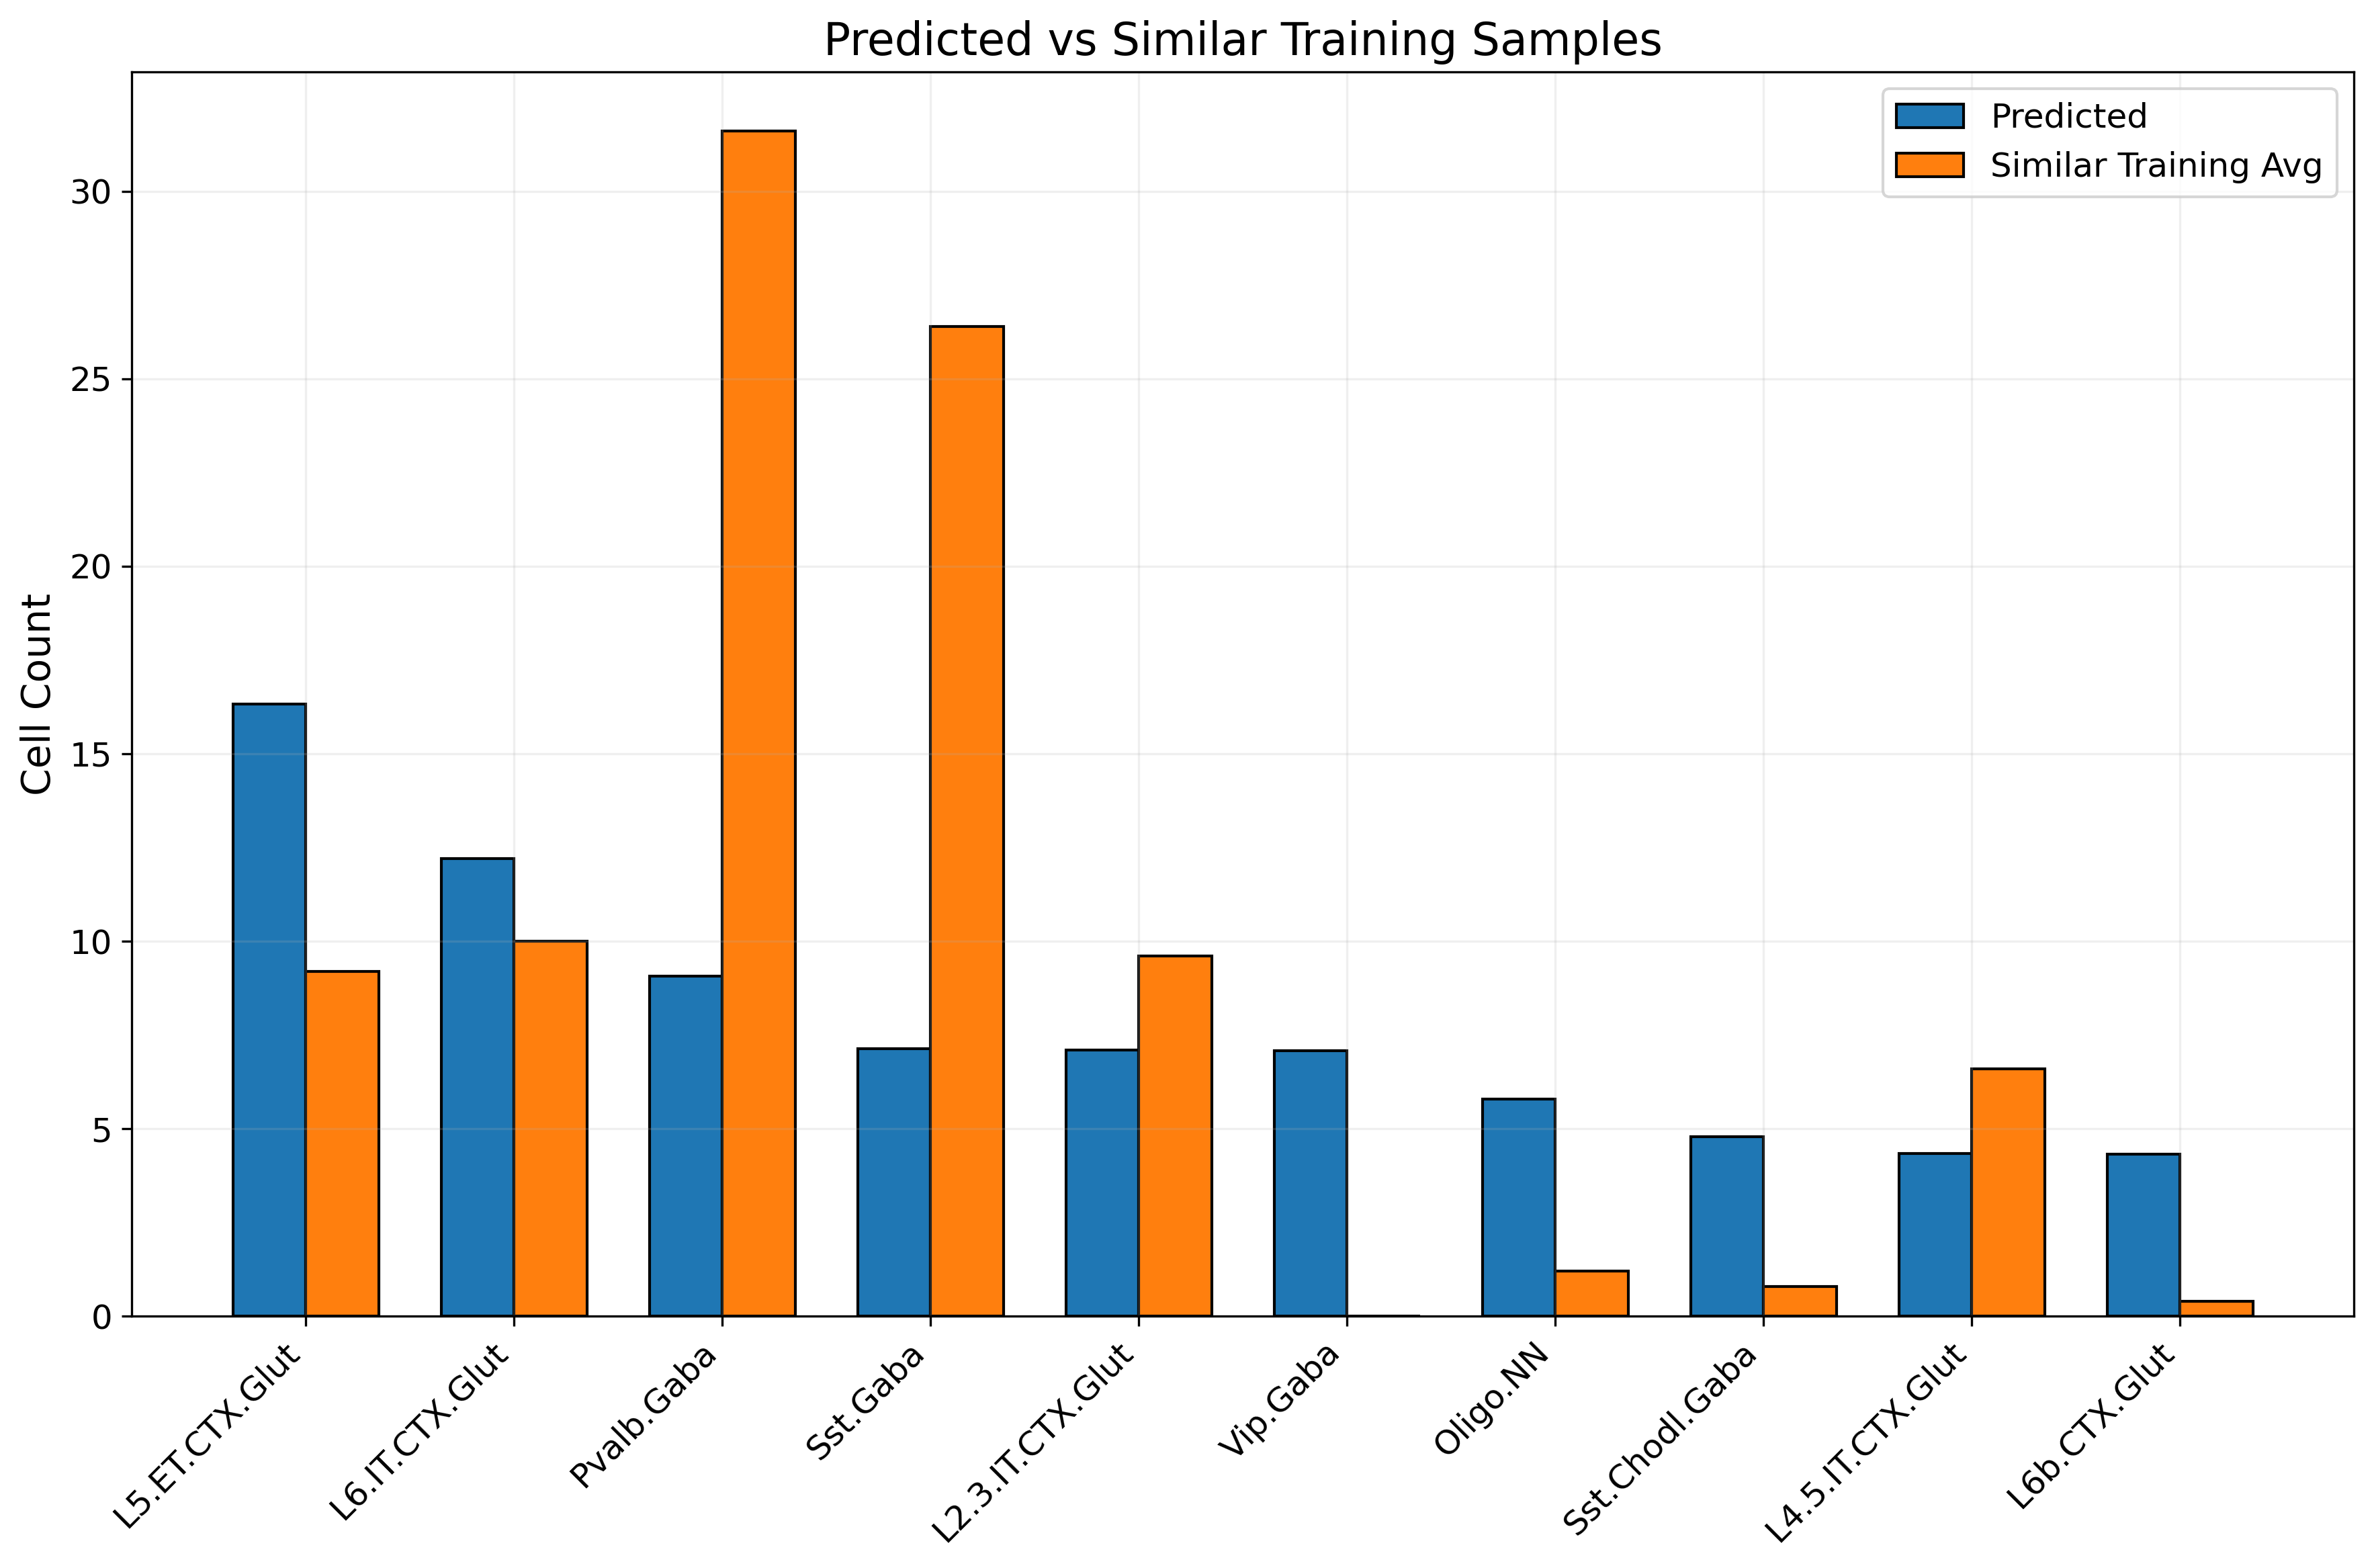 Predicted vs Similar Training Samples
Predicted
Similar Training Avg
Cell Count
30
25
20
15
10
5
0
L5.ET.CTX.Glut
L6.IT.CTX.Glut
Pvalb.Gaba
Sst.Gaba
L2.3.IT.CTX.Glut
Vip.Gaba
Oligo.NN
Sst.Chodl.Gaba
L4.5.IT.CTX.Glut
L6b.CTX.Glut